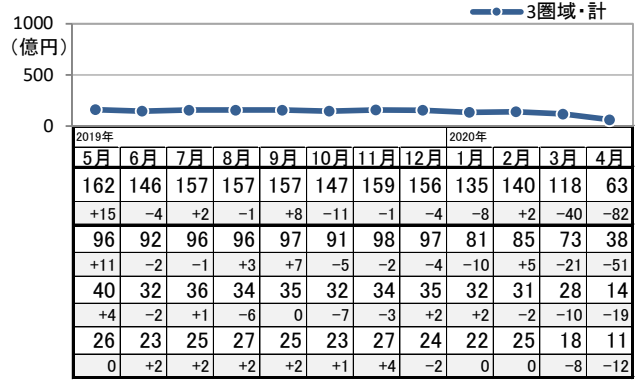 3圏域・計
1000
（億円）
500
0
2019年 2020年
5月 6月 7月 8月 9月 10月 11月 12月 1月 2月 3月 4月
162 146 157 157 157 147 159 156 135 140 118 63
+15 −4 +2 −1 +8 −11 −1 −4 −8 +2 −40 −82
96 92 96 96 97 91 98 97 81 85 73 38
+11 −2 −1 +3 +7 −5 −2 −4 −10 +5 −21 −51
40 32 36 34 35 32 34 35 32 31 28 14
+4 −2 +1 −6 0 −7 −3 +2 +2 −2 −10 −19
26 23 25 27 25 23 27 24 22 25 18 11
0 +2 +2 +2 +2 +1 +4 −2 0 0 −8 −12